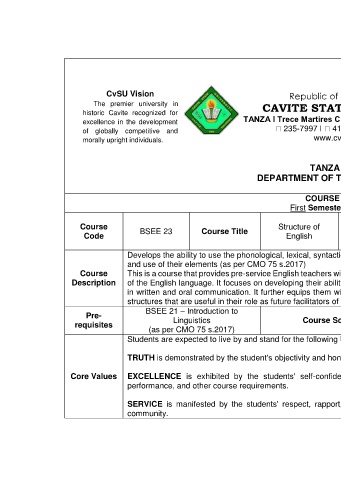 CvSU Vision
The premier university in
historic Cavite recognized for
excellence in the development
of globally competitive and
morally upright individuals.
Republic of
CAVITE STAT
TANZA I Trece Martires C
235-7997 I 41
www.cv
TANZA
DEPARTMENT OF T
COURSE
First Semeste
Course
Code
BSEE 23
Course Title
Structure of
English
Course
Description
Develops the ability to use the phonological, lexical, syntacti
and use of their elements (as per CMO 75 s.2017)
This is a course that provides pre-service English teachers wi
of the English language. It focuses on developing their abilit
in written and oral communication. It further equips them wi
structures that are useful in their role as future facilitators of
Pre-
requisites
BSEE 21 – Introduction to
Linguistics
(as per CMO 75 s.2017)
Course Sc
Core Values
Students are expected to live by and stand for the following
TRUTH is demonstrated by the student's objectivity and hon
EXCELLENCE is exhibited by the students' self-confide
performance, and other course requirements.
SERVICE is manifested by the students' respect, rapport
community.